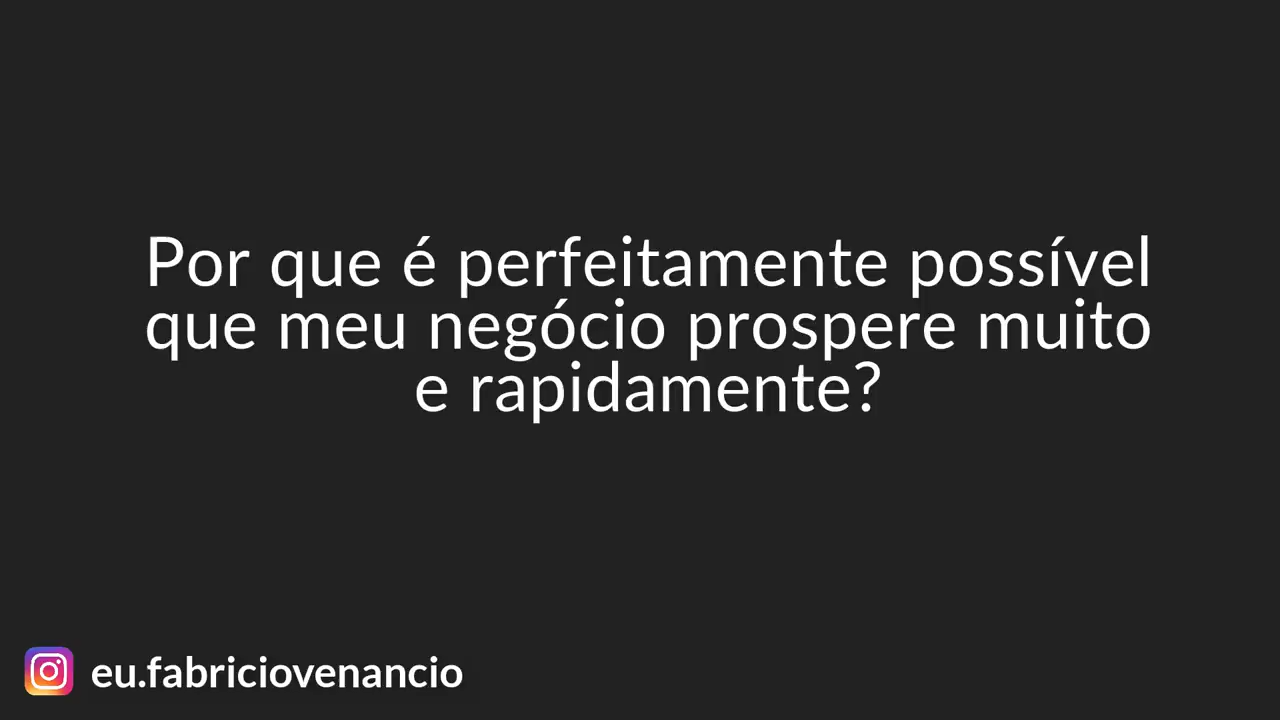 Por que é perfeitamente possível
que meu negócio prospere muito
e rapidamente?
eu.fabriciovenancio